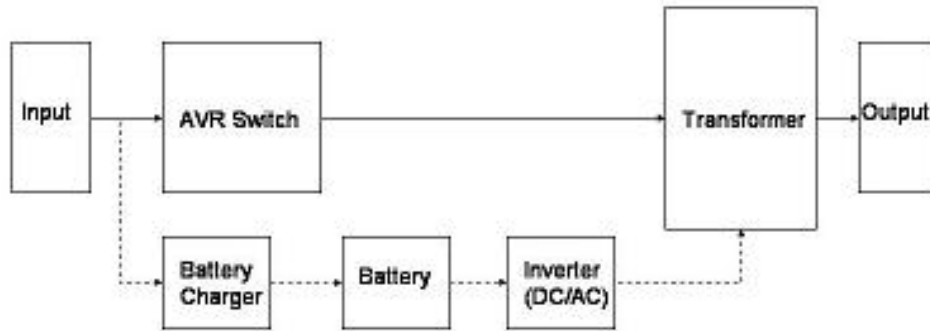 Input
AVR Switch
Transformer
Output
Battery
Charger
Battery
Inverter
(DC/AC)